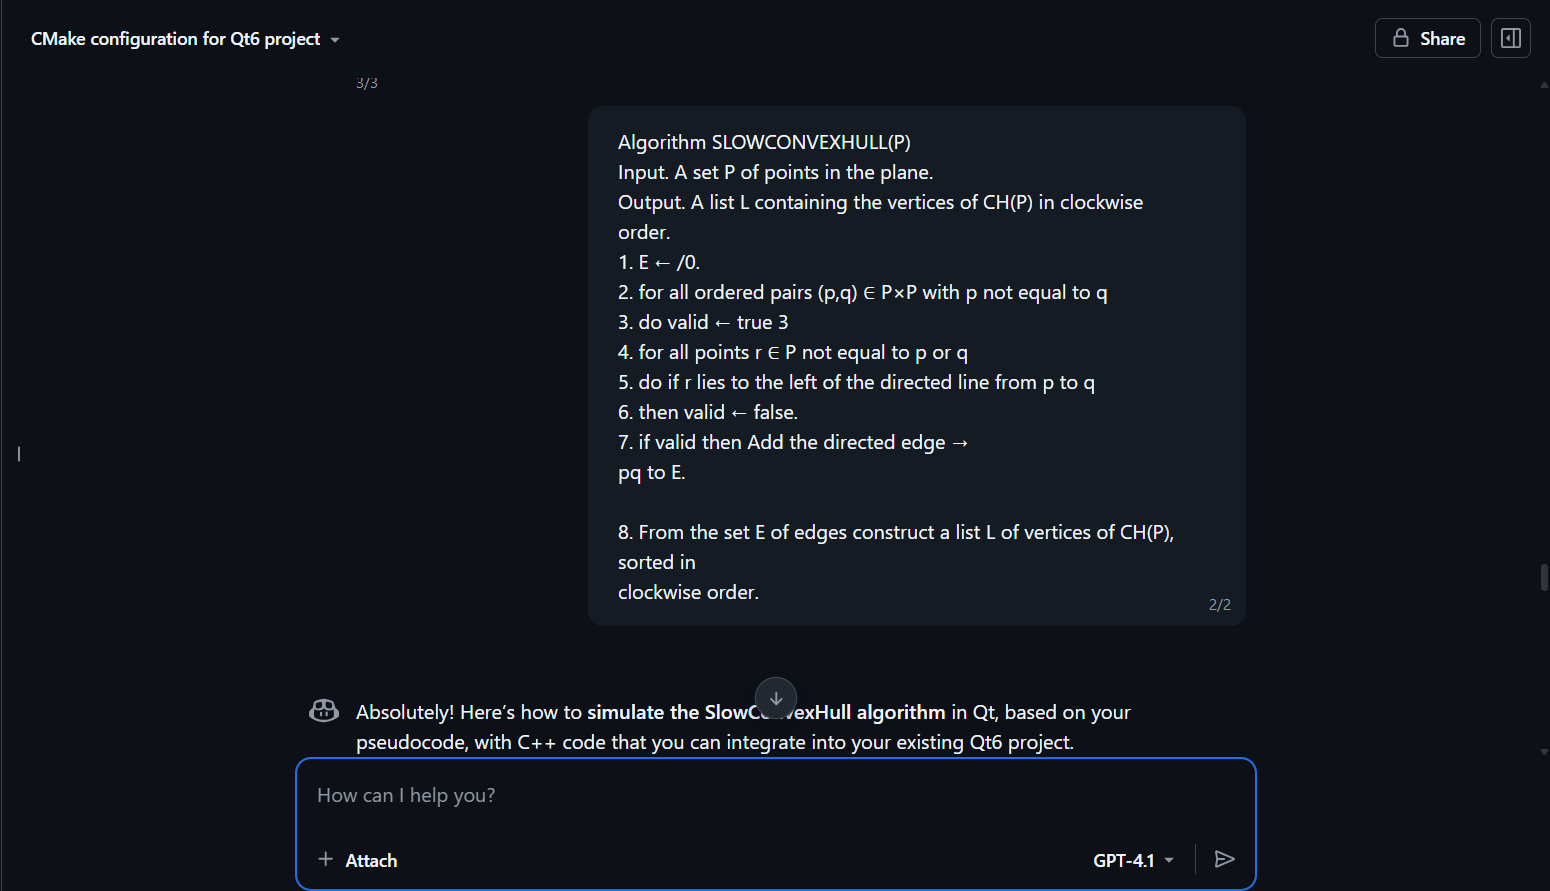 CMake configuration for Qt6 project
Share
3/3
Algorithm SLOWCONVEXHULL(P)
Input. A set P of points in the plane.
Output. A list L containing the vertices of CH(P) in clockwise
order.
1. E ← /0.
2. for all ordered pairs (p,q) ∈ P×P with p not equal to q
3. do valid ← true 3
4. for all points r ∈ P not equal to p or q
5. do if r lies to the left of the directed line from p to q
6. then valid ← false.
7. if valid then Add the directed edge →
pq to E.
8. From the set E of edges construct a list L of vertices of CH(P),
sorted in
clockwise order.
2/2
Absolutely! Here’s how to simulate the SlowConvexHull algorithm in Qt, based on your
pseudocode, with C++ code that you can integrate into your existing Qt6 project.
How can I help you?
Attach
GPT-4.1